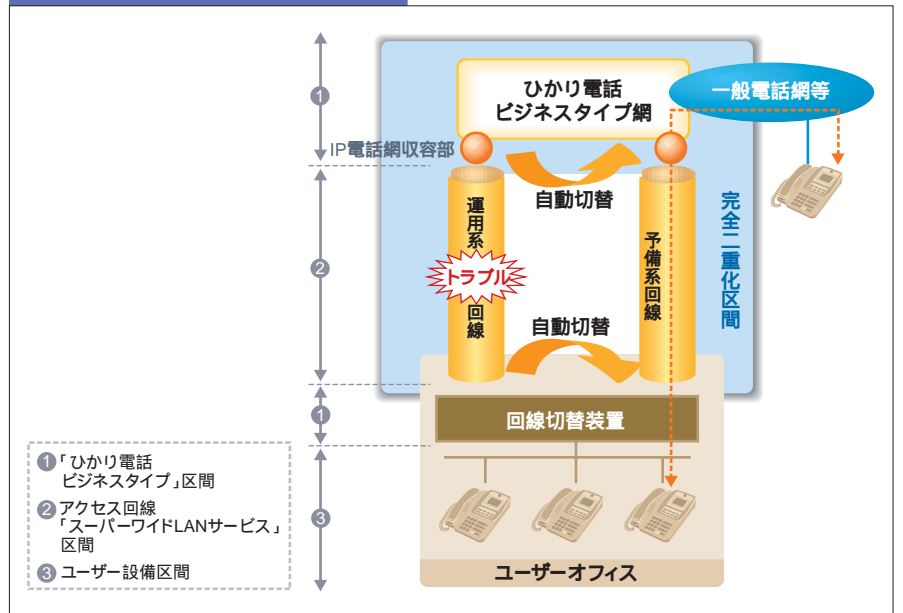 ひかり電話
ビジネスタイプ網
一般電話網等
①
IP電話網収容部
自動切替
運用系
トラブル
回線
予備系回線
完全二重化区間
②
自動切替
①
回線切替装置
③
ユーザーオフィス
①「ひかり電話
ビジネスタイプ」区間
②アクセス回線
「スーパーワイドLANサービス」
区間
③ユーザー設備区間